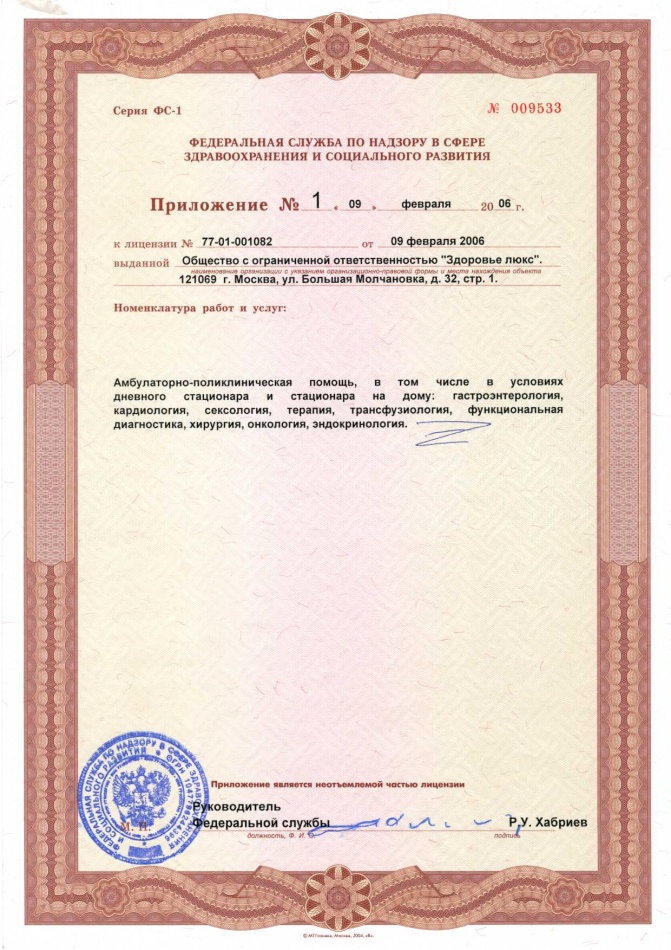 Серия ФС-1
№ 009533
ФЕДЕРАЛЬНАЯ СЛУЖБА ПО НАДЗОРУ В СФЕРЕ
ЗДРАВООХРАНЕНИЯ И СОЦИАЛЬНОГО РАЗВИТИЯ
Приложение № 1 « 09 » февраля 20 06 г.
к лицензии № 77-01-001082 от 09 февраля 2006
выданной Общество с ограниченной ответственностью "Здоровье люкс".
наименование организации с указанием организационно-правовой формы и места нахождения объекта
121069 г. Москва, ул. Большая Молчановка, д. 32, стр. 1.
Номенклатура работ и услуг:
Амбулаторно-поликлиническая помощь, в том числе в условиях
дневного стационара и стационара на дому: гастроэнтерология,
кардиология, сексология, терапия, трансфузиология, функциональная
диагностика, хирургия, онкология, эндокринология.
Приложение является неотъемлемой частью лицензии
Руководитель
М. П. Федеральной службы Р.У. Хабриев
должность, Ф. И. О. подпись
ФЕДЕРАЛЬНАЯ СЛУЖБА ПО НАДЗОРУ В СФЕРЕ ЗДРАВООХРАНЕНИЯ
И СОЦИАЛЬНОГО РАЗВИТИЯ